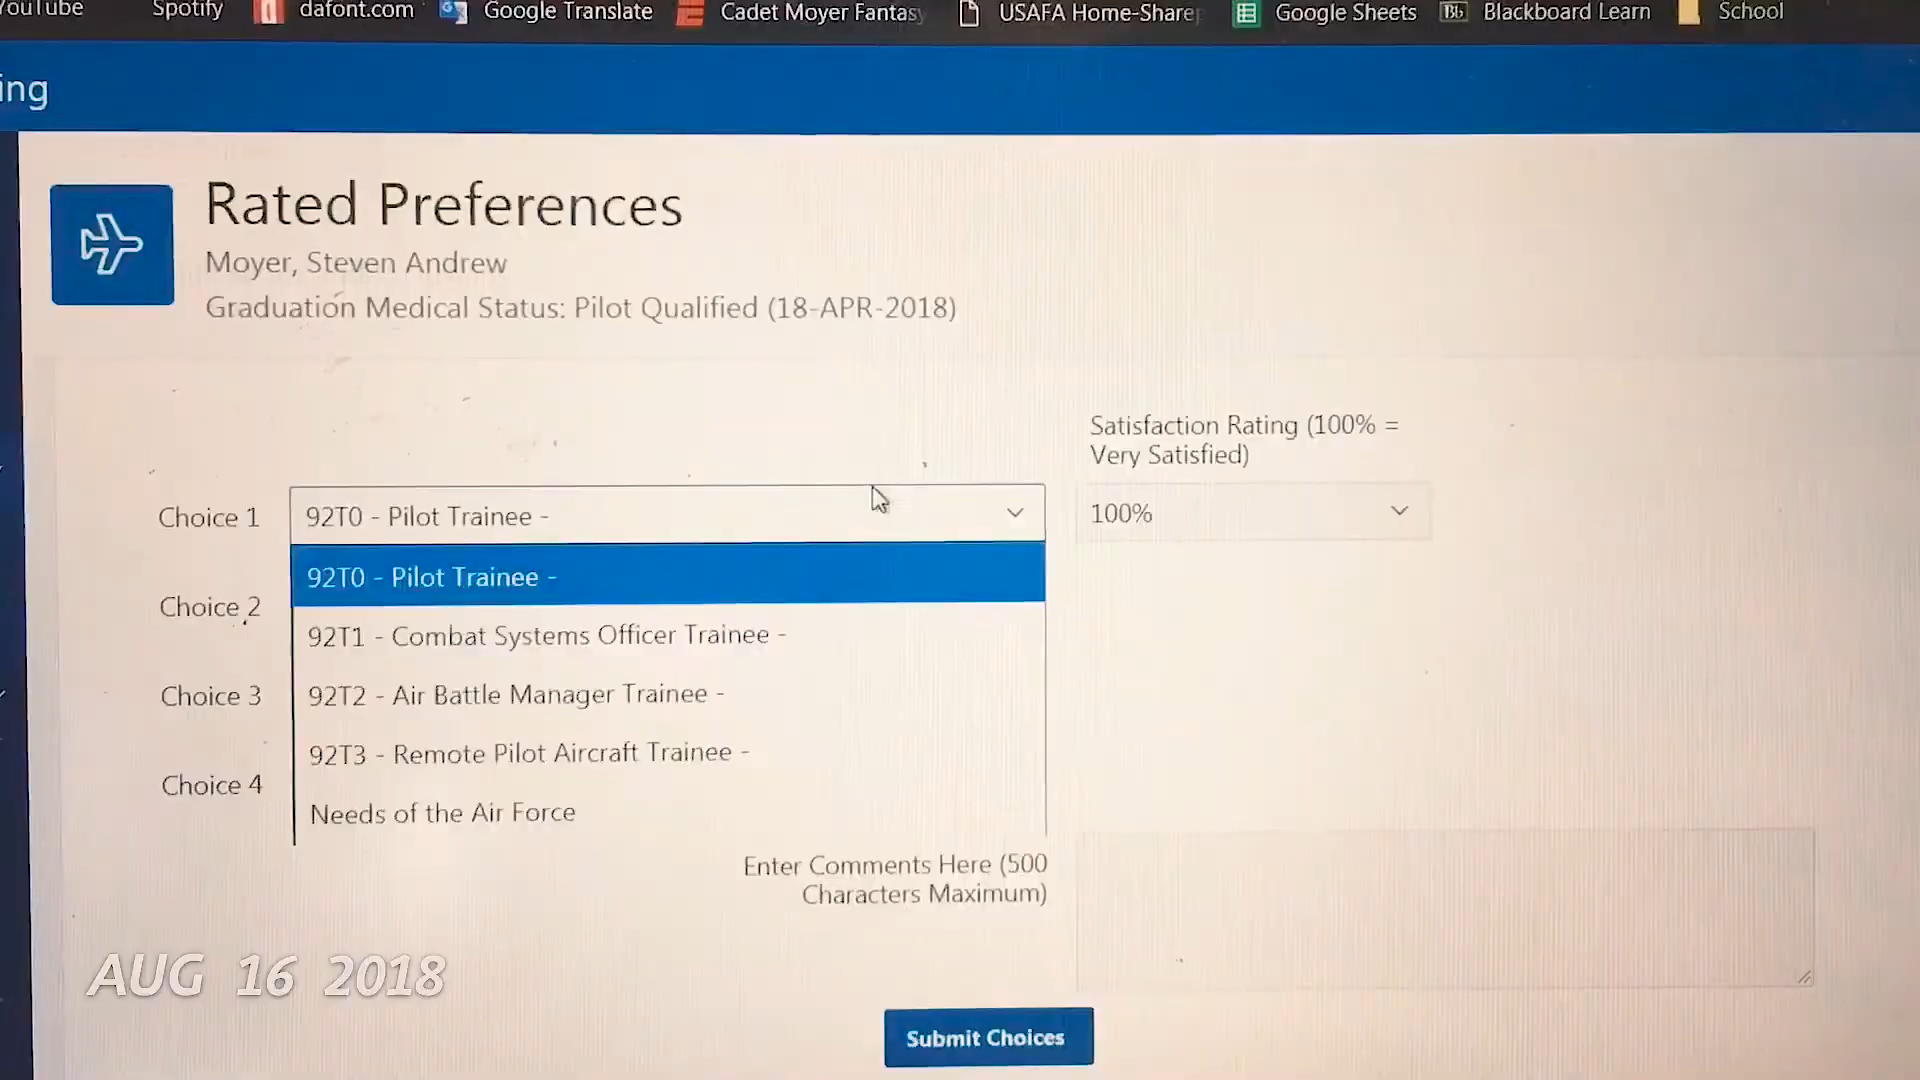 YouTube Spotify dafont.com Google Translate Cadet Moyer Fantasy USAFA Home-Share Google Sheets Bb Blackboard Learn School
ing
Rated Preferences
Moyer, Steven Andrew
Graduation Medical Status: Pilot Qualified (18-APR-2018)
Satisfaction Rating (100% =
Very Satisfied)
Choice 1 92T0 - Pilot Trainee - 100%
92T0 - Pilot Trainee -
Choice 2
92T1 - Combat Systems Officer Trainee -
Choice 3 92T2 - Air Battle Manager Trainee -
92T3 - Remote Pilot Aircraft Trainee -
Choice 4
Needs of the Air Force
Enter Comments Here (500
Characters Maximum)
AUG 16 2018
Submit Choices